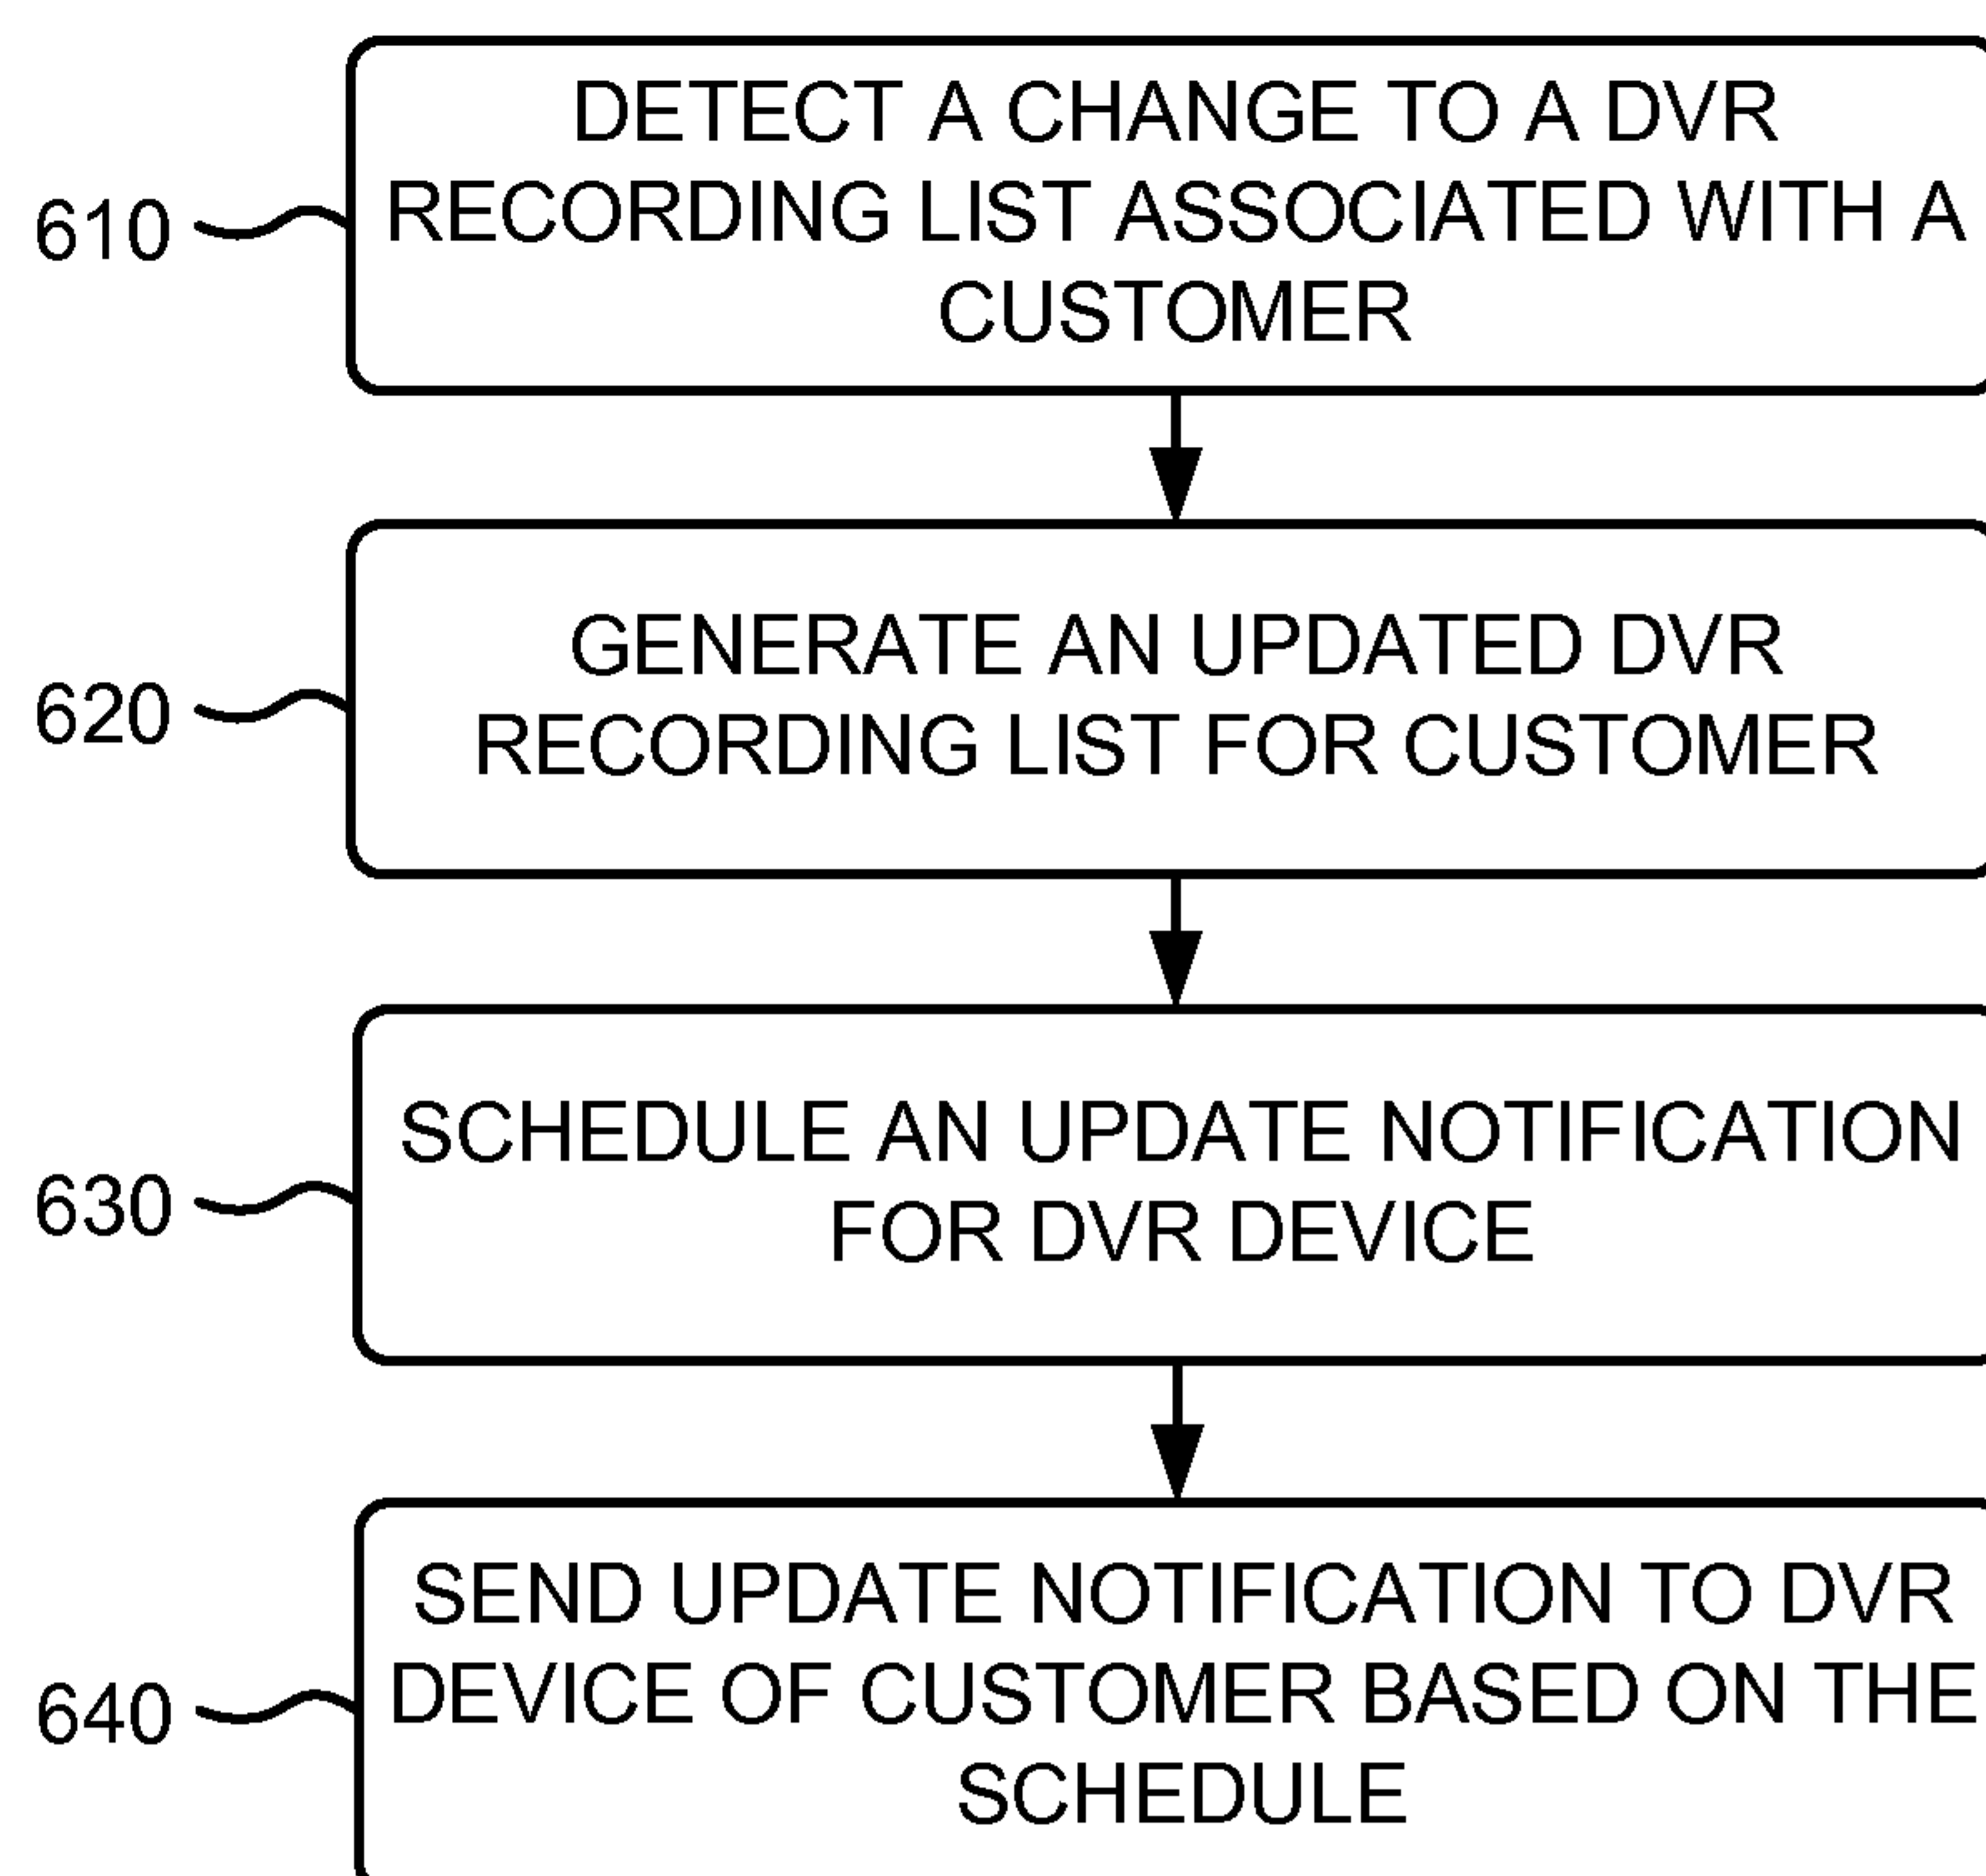 610
DETECT A CHANGE TO A DVR
RECORDING LIST ASSOCIATED WITH A
CUSTOMER
620
GENERATE AN UPDATED DVR
RECORDING LIST FOR CUSTOMER
630
SCHEDULE AN UPDATE NOTIFICATION
FOR DVR DEVICE
640
SEND UPDATE NOTIFICATION TO DVR
DEVICE OF CUSTOMER BASED ON THE
SCHEDULE